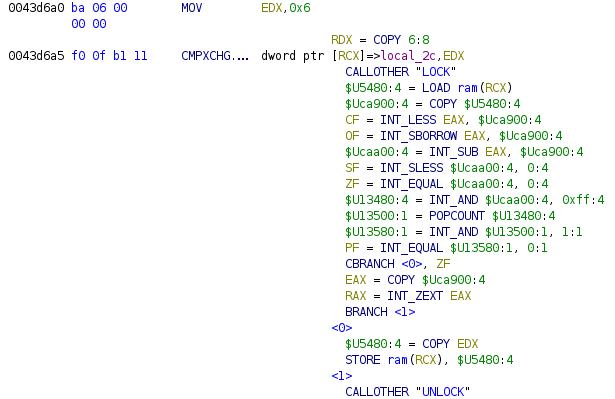 0043d6a0 ba 06 00 MOV EDX,0x6
00 00
RDX = COPY 6:8
0043d6a5 f0 0f b1 11 CMPXCHG.... dword ptr [RCX]=>local_2c,EDX
CALLOTHER "LOCK"
$U5480:4 = LOAD ram(RCX)
$Uca900:4 = COPY $U5480:4
CF = INT_LESS EAX, $Uca900:4
OF = INT_SBORROW EAX, $Uca900:4
$Ucaa00:4 = INT_SUB EAX, $Uca900:4
SF = INT_SLESS $Ucaa00:4, 0:4
ZF = INT_EQUAL $Ucaa00:4, 0:4
$U13480:4 = INT_AND $Ucaa00:4, 0xff:4
$U13500:1 = POPCOUNT $U13480:4
$U13580:1 = INT_AND $U13500:1, 1:1
PF = INT_EQUAL $U13580:1, 0:1
CBRANCH <0>, ZF
EAX = COPY $Uca900:4
RAX = INT_ZEXT EAX
BRANCH <1>
<0>
$U5480:4 = COPY EDX
STORE ram(RCX), $U5480:4
<1>
CALLOTHER "UNLOCK"